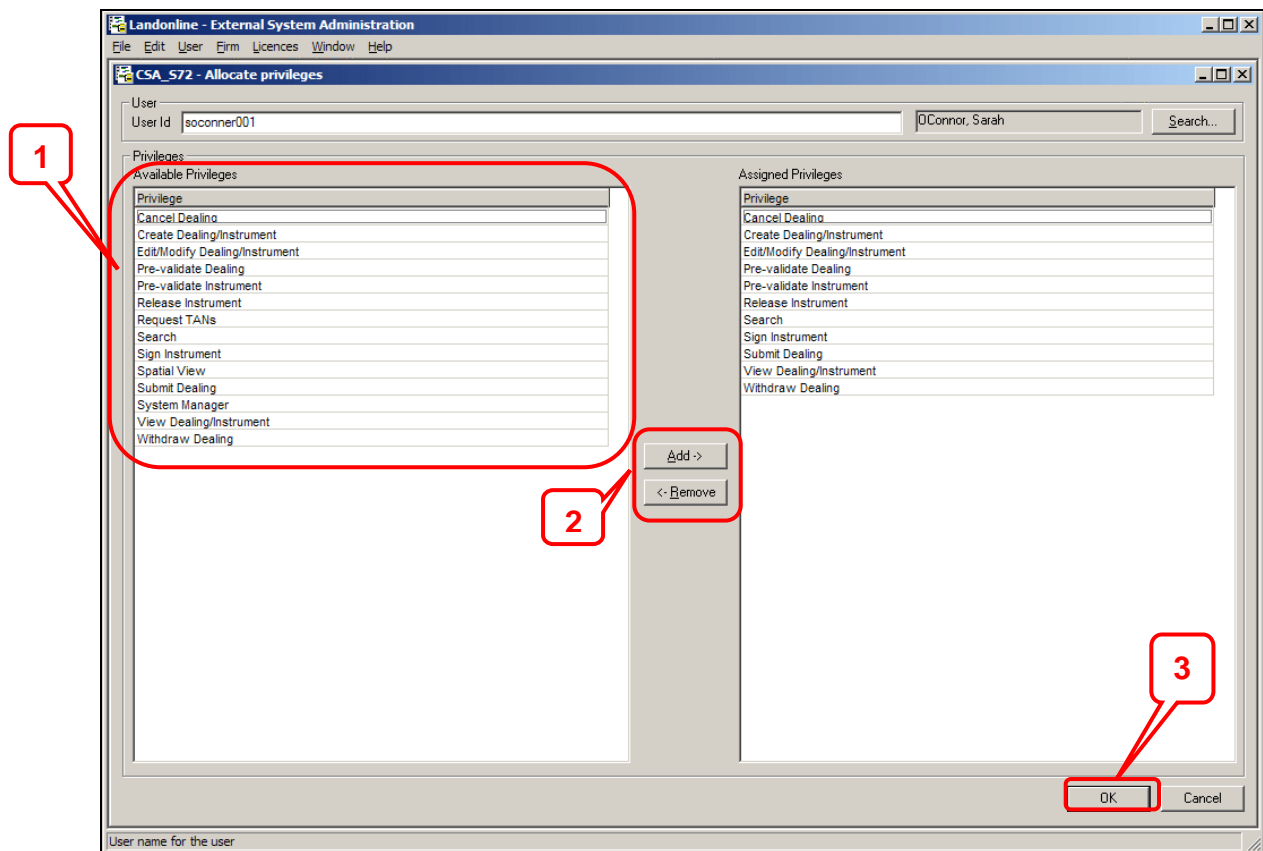 Landonline - External System Administration
File Edit User Firm Licences Window Help
CSA_S72 - Allocate privileges
User
User Id soconner001 OConnor, Sarah Search...
1
Privileges
Available Privileges Assigned Privileges
Privilege Privilege
Cancel Dealing Cancel Dealing
Create Dealing/Instrument Create Dealing/Instrument
Edit/Modify Dealing/Instrument Edit/Modify Dealing/Instrument
Pre-validate Dealing Pre-validate Dealing
Pre-validate Instrument Pre-validate Instrument
Release Instrument Release Instrument
Request TANs Search
Search Sign Instrument
Sign Instrument Submit Dealing
Spatial View View Dealing/Instrument
Submit Dealing Withdraw Dealing
System Manager
View Dealing/Instrument
Withdraw Dealing
Add ->
<- Remove
2
3
OK Cancel
User name for the user